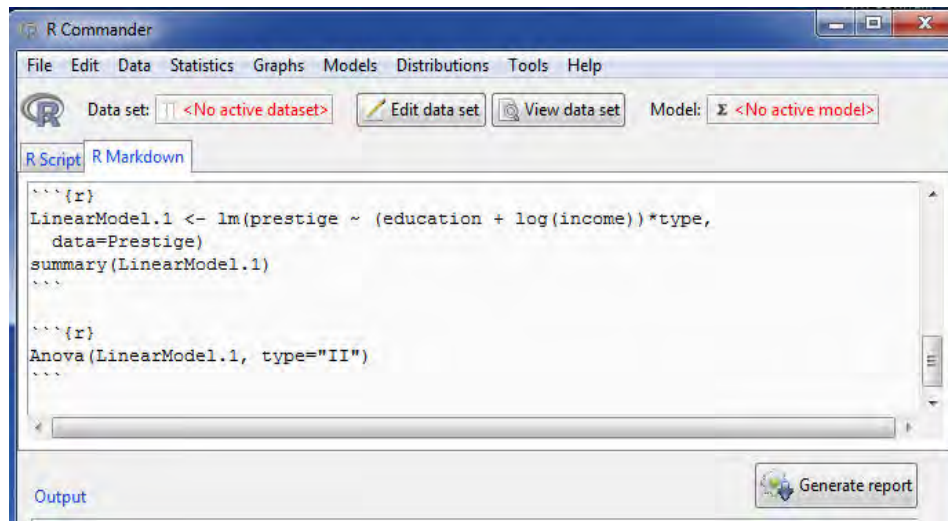 R Commander
File Edit Data Statistics Graphs Models Distributions Tools Help
R Data set: <No active dataset> Edit data set View data set Model: Σ <No active model>
R Script R Markdown
```{r}
LinearModel.1 <- lm(prestige ~ (education + log(income))*type,
  data=Prestige)
summary(LinearModel.1)
```
```{r}
Anova(LinearModel.1, type="II")
```
Output Generate report